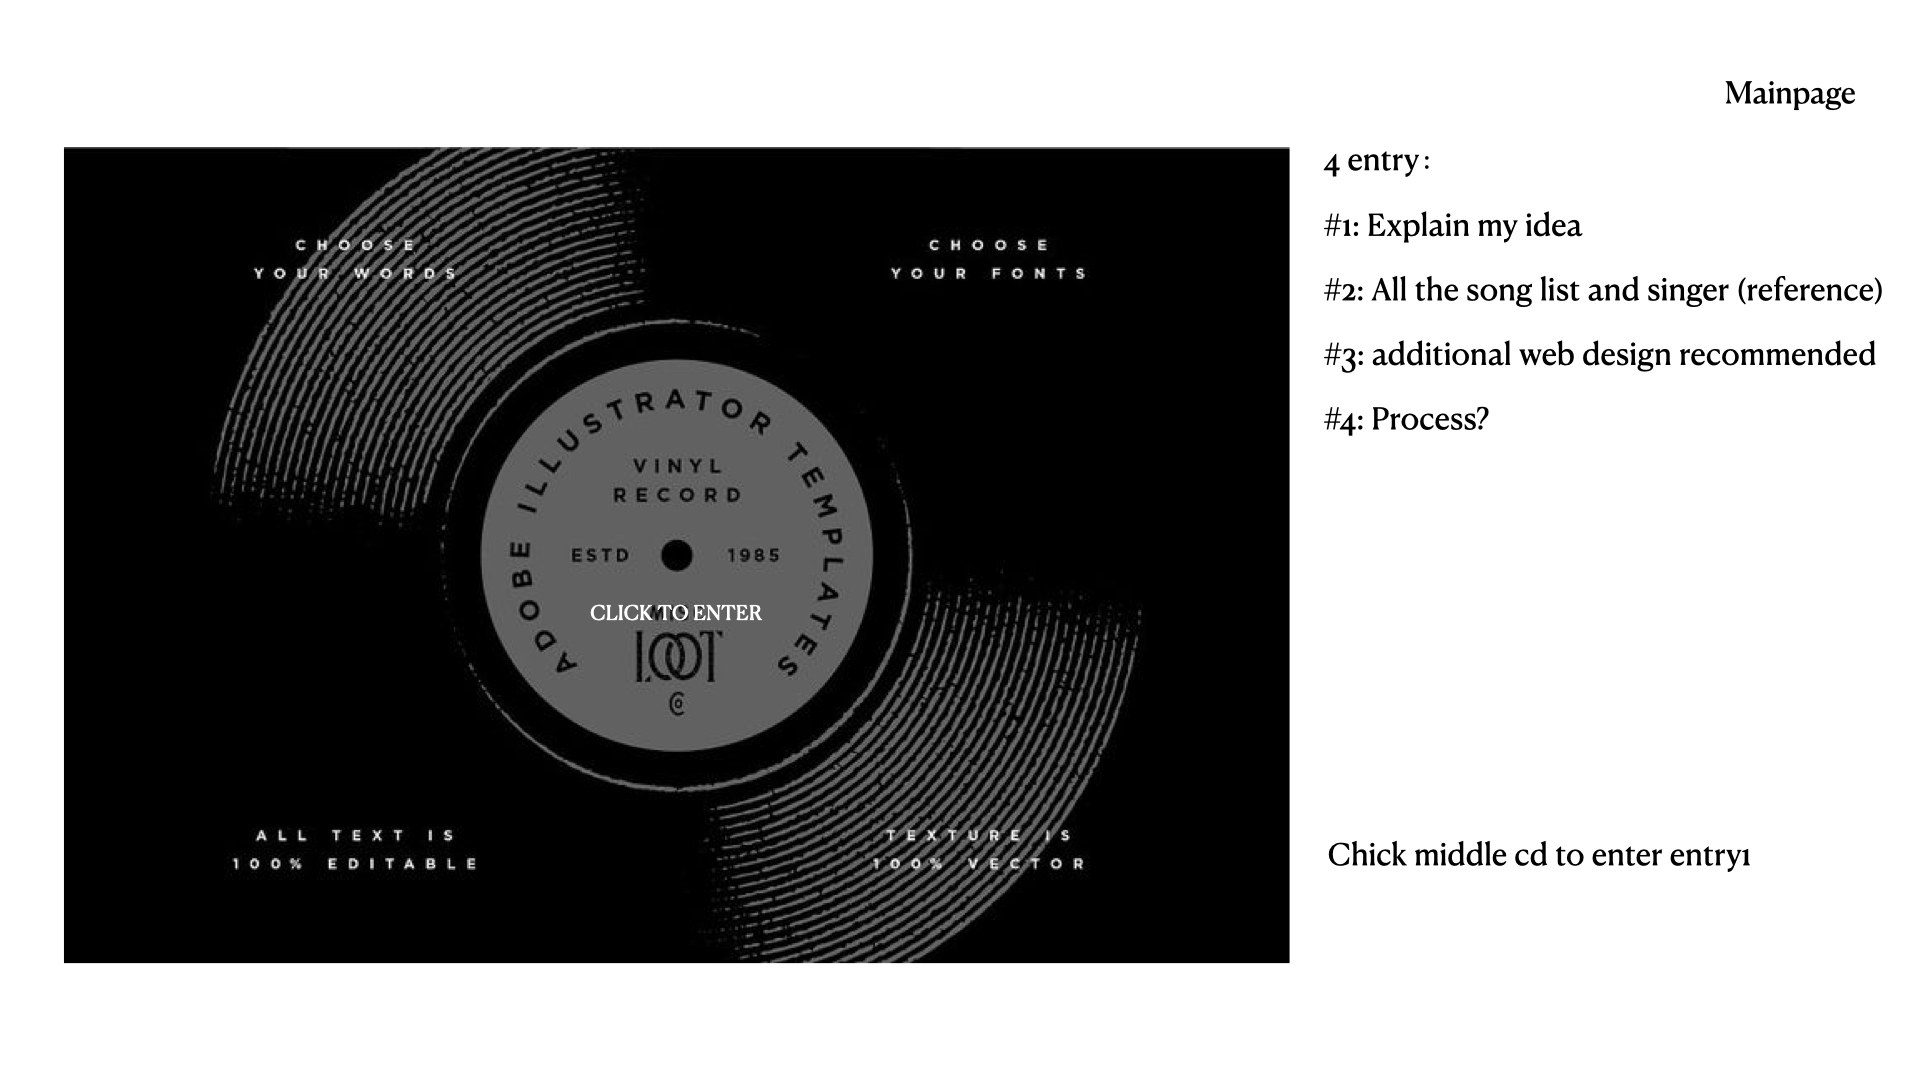 Mainpage
4 entry:
#1: Explain my idea
#2: All the song list and singer (reference)
#3: additional web design recommended
#4: Process?
CHOOSE
YOUR WORDS
CHOOSE
YOUR FONTS
ADOBE ILLUSTRATOR TEMPLATES
VINYL
RECORD
ESTD 1985
CLICK TO ENTER
LOOT
Co
ALL TEXT IS
100% EDITABLE
TEXTURE IS
100% VECTOR
Chick middle cd to enter entry1